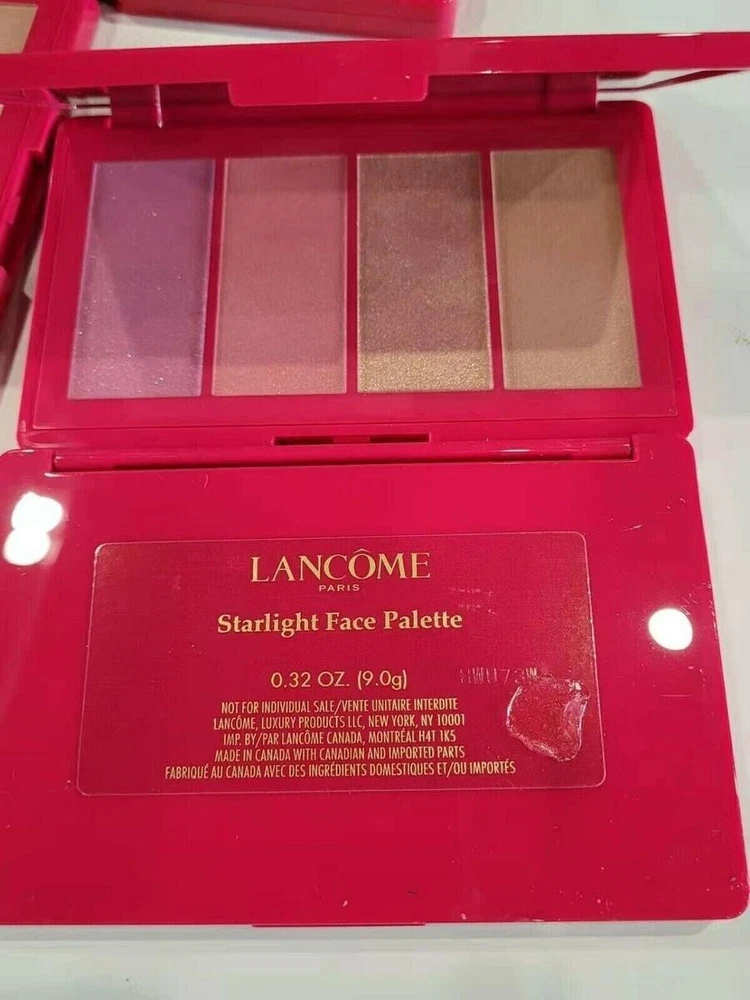 LANCÔME
PARIS
Starlight Face Palette
0.32 OZ. (9.0g)
NOT FOR INDIVIDUAL SALE/VENTE UNITAIRE INTERDITE
LANCÔME, LUXURY PRODUCTS LLC, NEW YORK, NY 10001
IMP. BY/PAR LANCÔME CANADA, MONTRÉAL H4T 1K5
MADE IN CANADA WITH CANADIAN AND IMPORTED PARTS
FABRIQUÉ AU CANADA AVEC DES INGRÉDIENTS DOMESTIQUES ET/OU IMPORTÉS